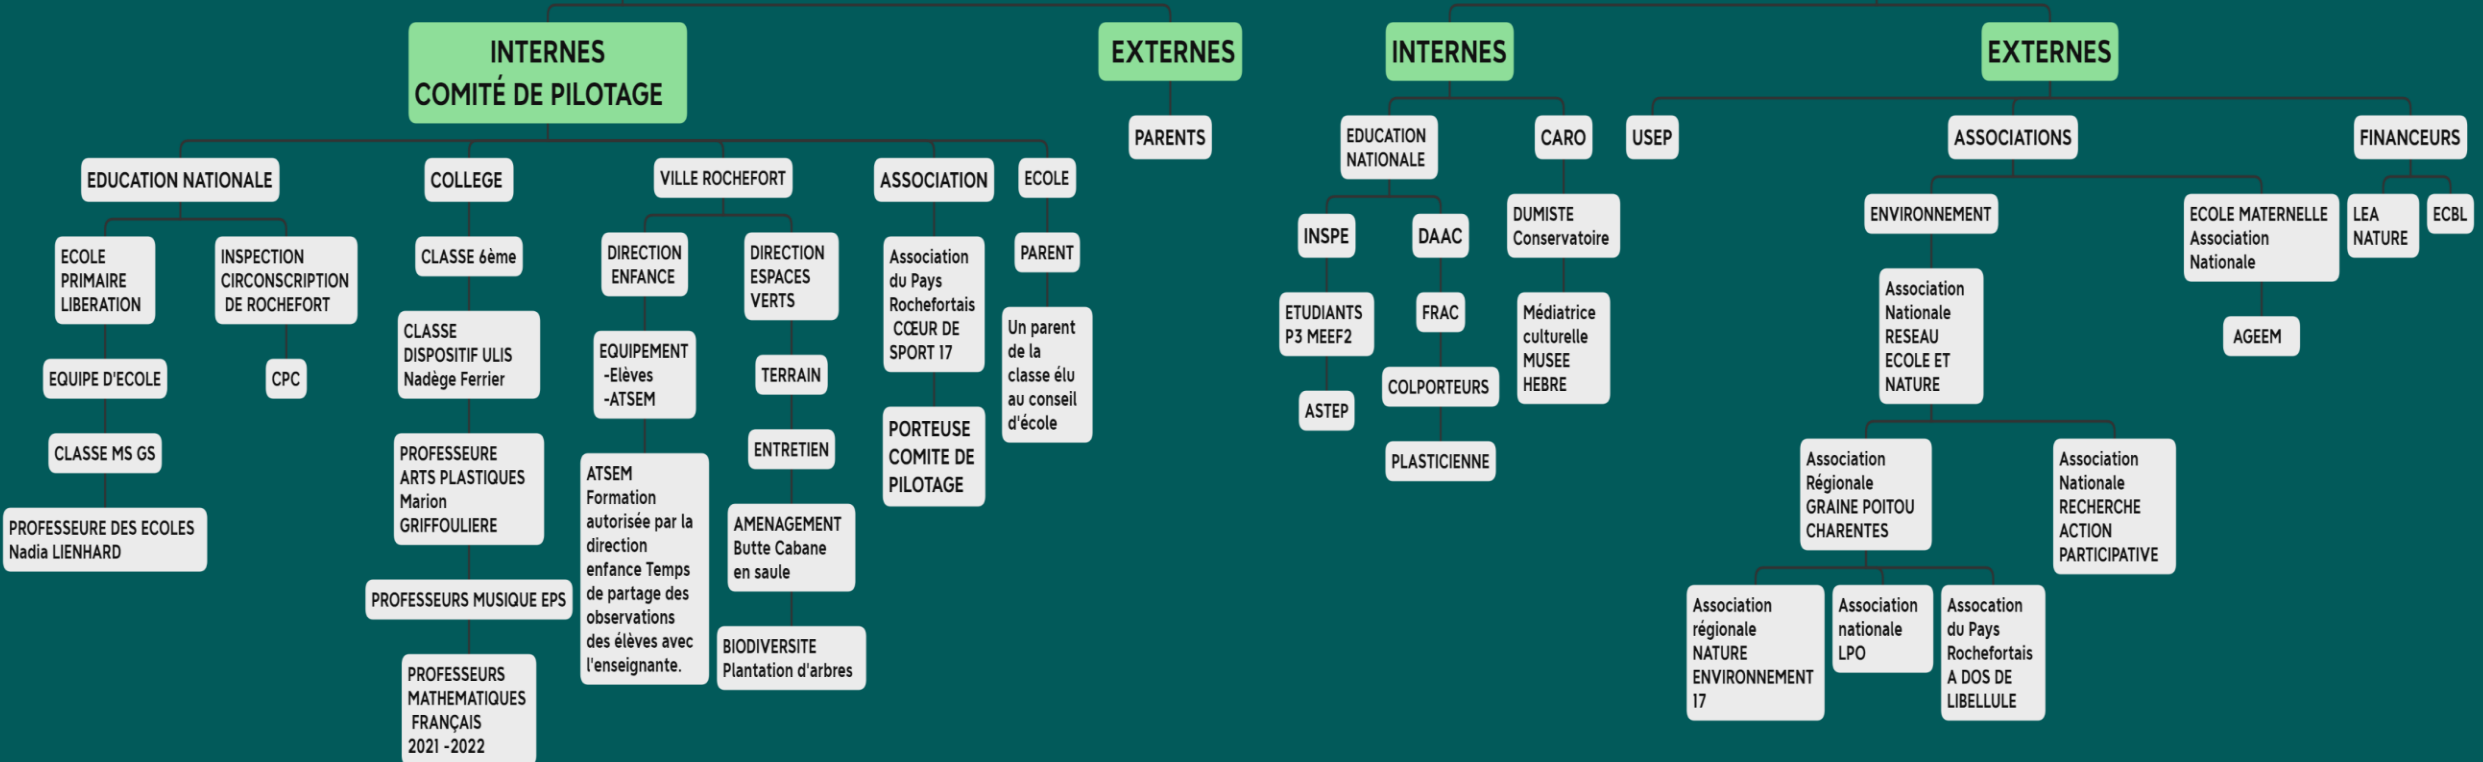 INTERNES
COMITÉ DE PILOTAGE
EXTERNES
PARENTS
EDUCATION NATIONALE
ECOLE
PRIMAIRE
LIBERATION
EQUIPE D'ECOLE
CLASSE MS GS
PROFESSEURE DES ECOLES
Nadia LIENHARD
INSPECTION
CIRCONSCRIPTION
DE ROCHEFORT
CPC
COLLEGE
CLASSE 6ème
CLASSE
DISPOSITIF ULIS
Nadège Ferrier
PROFESSEURE
ARTS PLASTIQUES
Marion
GRIFFOULIERE
PROFESSEURS MUSIQUE EPS
PROFESSEURS
MATHEMATIQUES
FRANÇAIS
2021 -2022
VILLE ROCHEFORT
DIRECTION
ENFANCE
EQUIPEMENT
-Elèves
-ATSEM
ATSEM
Formation
autorisée par la
direction
enfance Temps
de partage des
observations
des élèves avec
l'enseignante.
DIRECTION
ESPACES
VERTS
TERRAIN
ENTRETIEN
AMENAGEMENT
Butte Cabane
en saule
BIODIVERSITE
Plantation d'arbres
ASSOCIATION
Association
du Pays
Rochefortais
CŒUR DE
SPORT 17
PORTEUSE
COMITE DE
PILOTAGE
ECOLE
PARENT
Un parent
de la
classe élu
au conseil
d'école
INTERNES
EDUCATION
NATIONALE
INSPE
ETUDIANTS
P3 MEEF2
ASTEP
DAAC
FRAC
COLPORTEURS
PLASTICIENNE
CARO
DUMISTE
Conservatoire
Médiatrice
culturelle
MUSEE
HEBRE
EXTERNES
USEP
ASSOCIATIONS
ENVIRONNEMENT
Association
Nationale
RESEAU
ECOLE ET
NATURE
Association
Régionale
GRAINE POITOU
CHARENTES
Association
régionale
NATURE
ENVIRONNEMENT
17
Association
nationale
LPO
Assocation
du Pays
Rochefortais
A DOS DE
LIBELLULE
Association
Nationale
RECHERCHE
ACTION
PARTICIPATIVE
ECOLE MATERNELLE
Association
Nationale
AGEEM
FINANCEURS
LEA
NATURE
ECBL